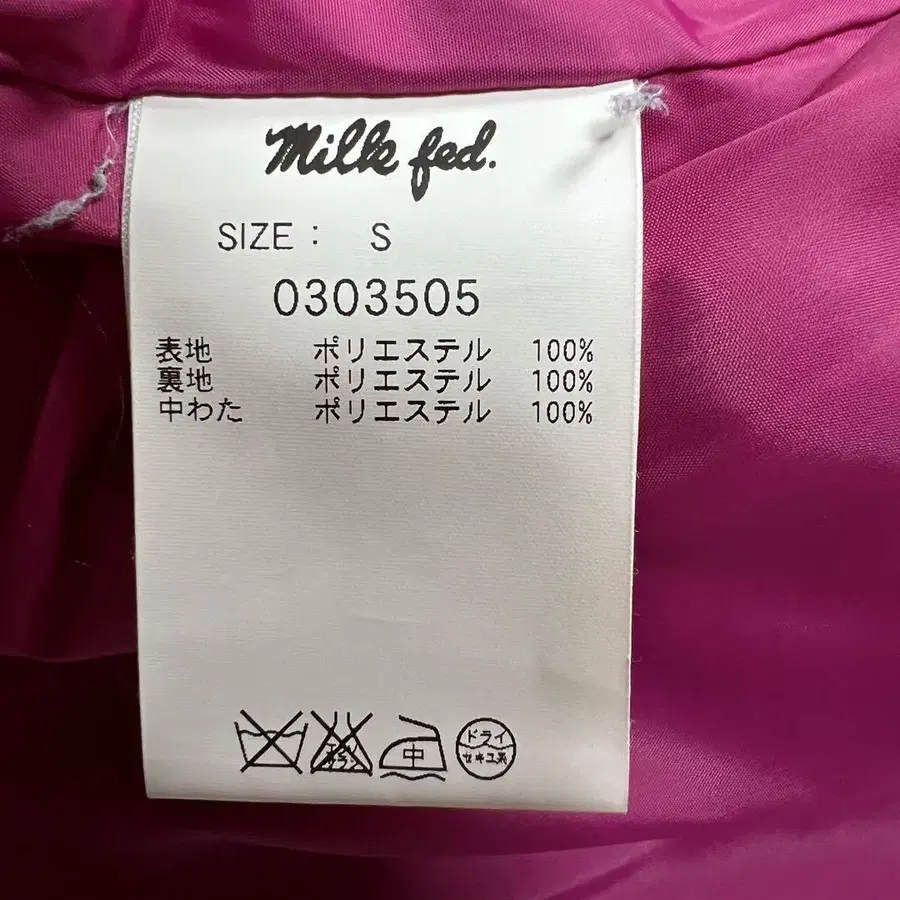 Milk fed.
SIZE : S
0303505
表地 ポリエステル 100%
裏地 ポリエステル 100%
中わた ポリエステル 100%
中
ドライ
セキユ系